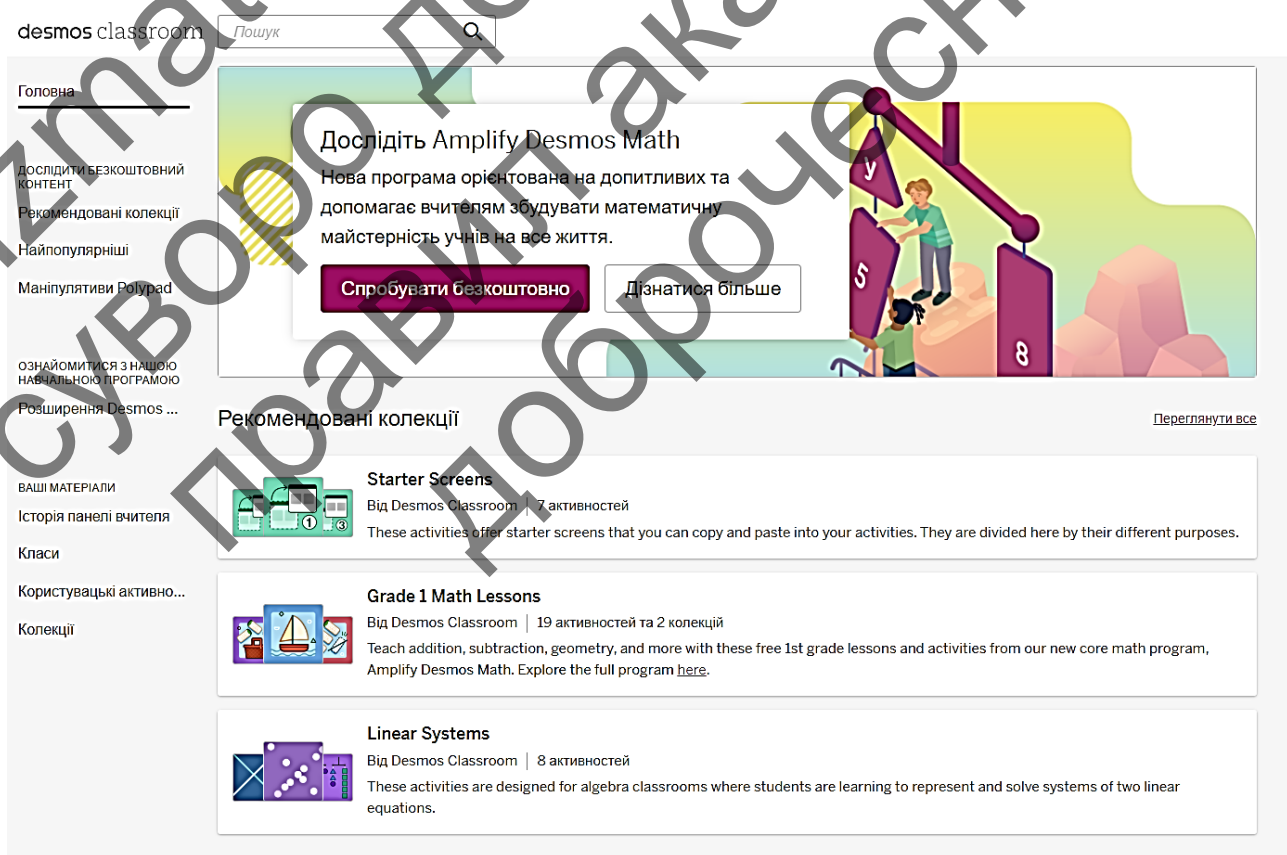 desmos classroom
Пошук
Головна
ДОСЛІДИТИ БЕЗКОШТОВНИЙ
КОНТЕНТ
Рекомендовані колекції
Найпопулярніші
Маніпулятиви Polypad
ОЗНАЙОМИТИСЯ З НАШОЮ
НАВЧАЛЬНОЮ ПРОГРАМОЮ
Розширення Desmos ...
ВАШІ МАТЕРІАЛИ
Історія панелі вчителя
Класи
Користувацькі активно...
Колекції
Дослідіть Amplify Desmos Math
Нова програма орієнтована на допитливих та
допомагає вчителям збудувати математичну
майстерність учнів на все життя.
Спробувати безкоштовно
Дізнатися більше
y
5
8
Рекомендовані колекції
Переглянути все
Starter Screens
Від Desmos Classroom | 7 активностей
These activities offer starter screens that you can copy and paste into your activities. They are divided here by their different purposes.
1
3
Grade 1 Math Lessons
Від Desmos Classroom | 19 активностей та 2 колекцій
Teach addition, subtraction, geometry, and more with these free 1st grade lessons and activities from our new core math program,
Amplify Desmos Math. Explore the full program here.
Linear Systems
Від Desmos Classroom | 8 активностей
These activities are designed for algebra classrooms where students are learning to represent and solve systems of two linear
equations.
суворо
правил
доброчесн